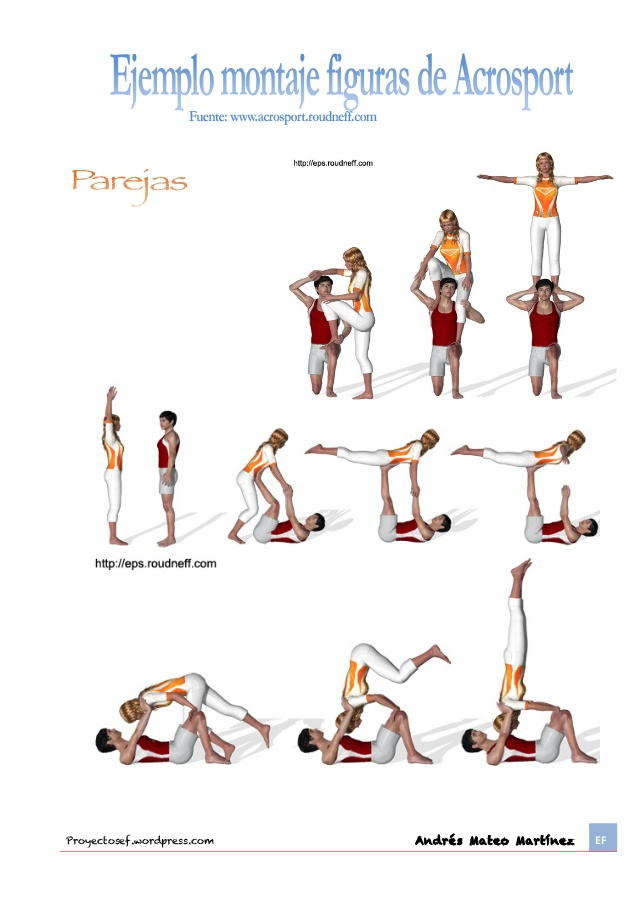 Ejemplo montaje figuras de Acrosport
Fuente: www.acrosport.roudneff.com
http://eps.roudneff.com
Parejas
http://eps.roudneff.com
Proyectosef.wordpress.com
Andrés Mateo Martínez
EF